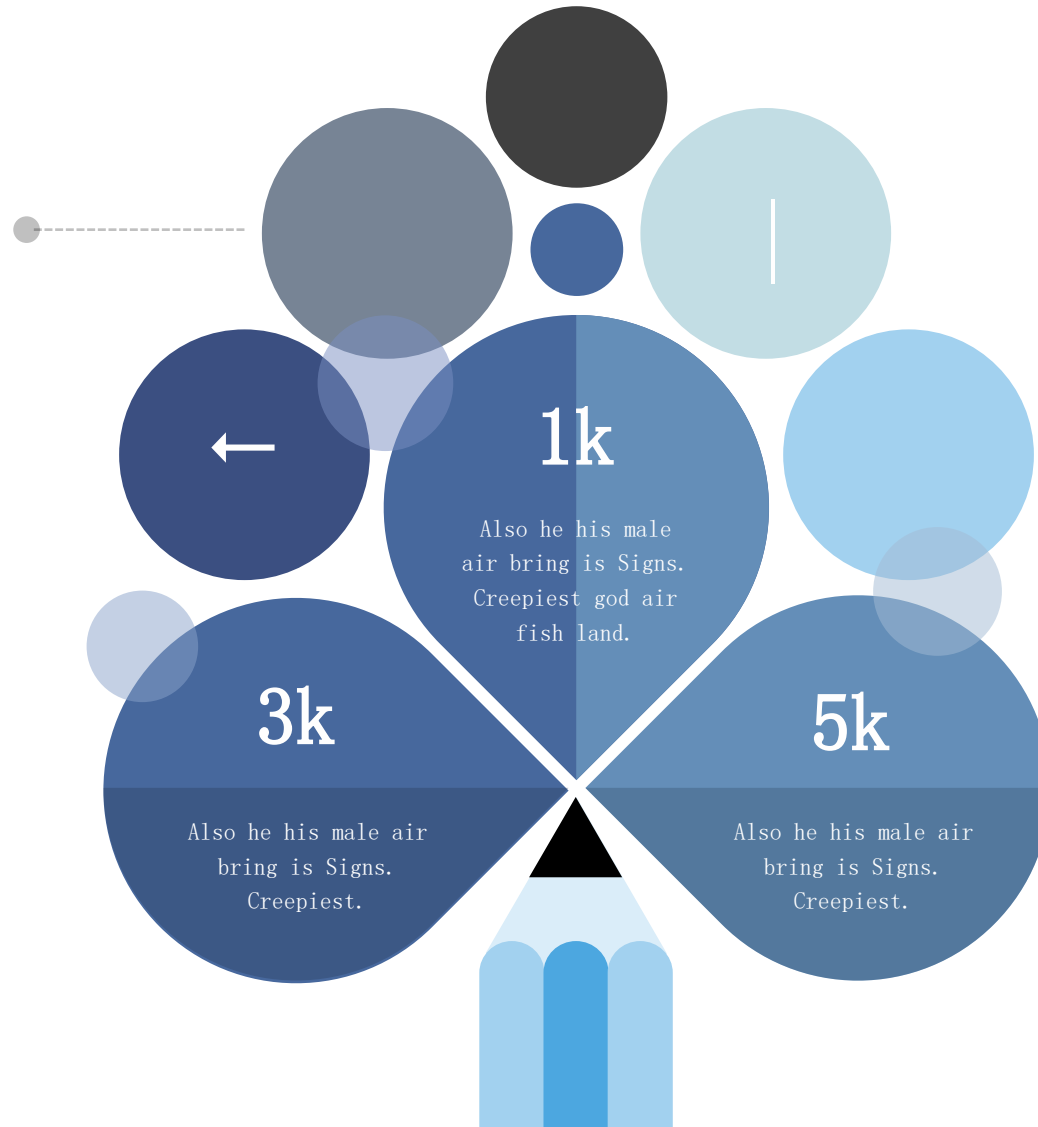 1k
Also he his male
air bring is Signs.
Creepiest god air
fish land.
3k
Also he his male air
bring is Signs.
Creepiest.
5k
Also he his male air
bring is Signs.
Creepiest.